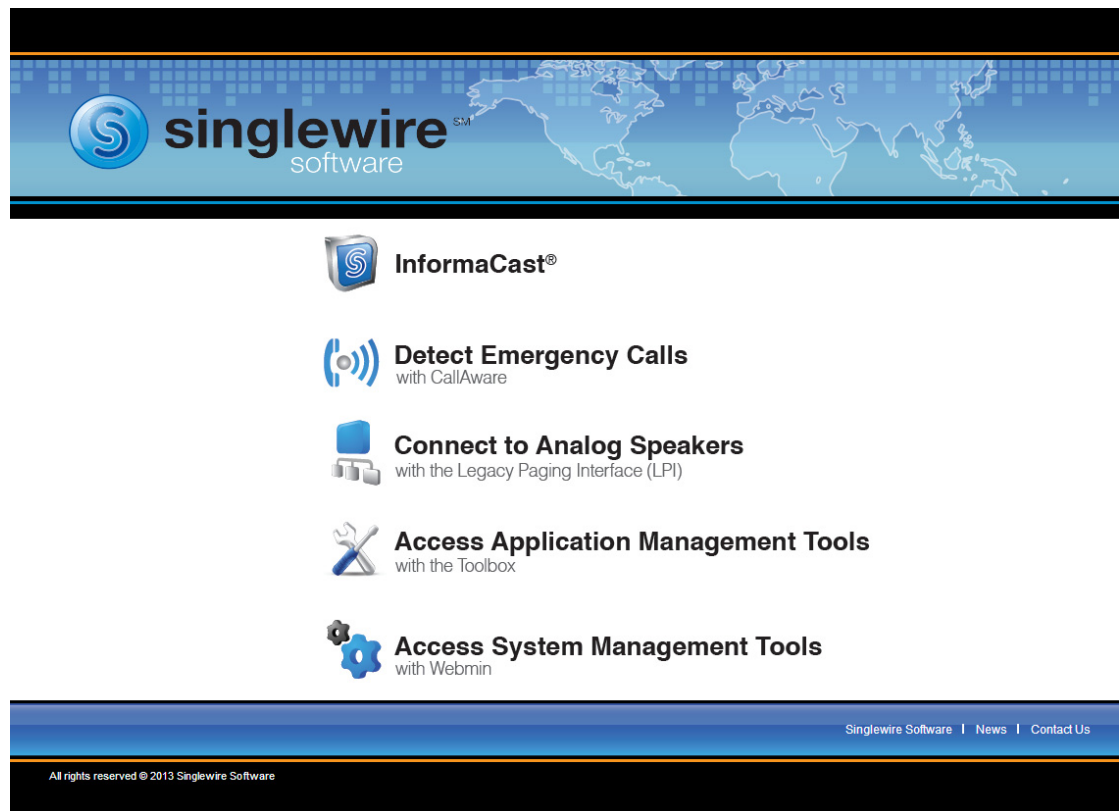 singlewire SM
software
InformaCast®
Detect Emergency Calls
with CallAware
Connect to Analog Speakers
with the Legacy Paging Interface (LPI)
Access Application Management Tools
with the Toolbox
Access System Management Tools
with Webmin
Singlewire Software | News | Contact Us
All rights reserved © 2013 Singlewire Software